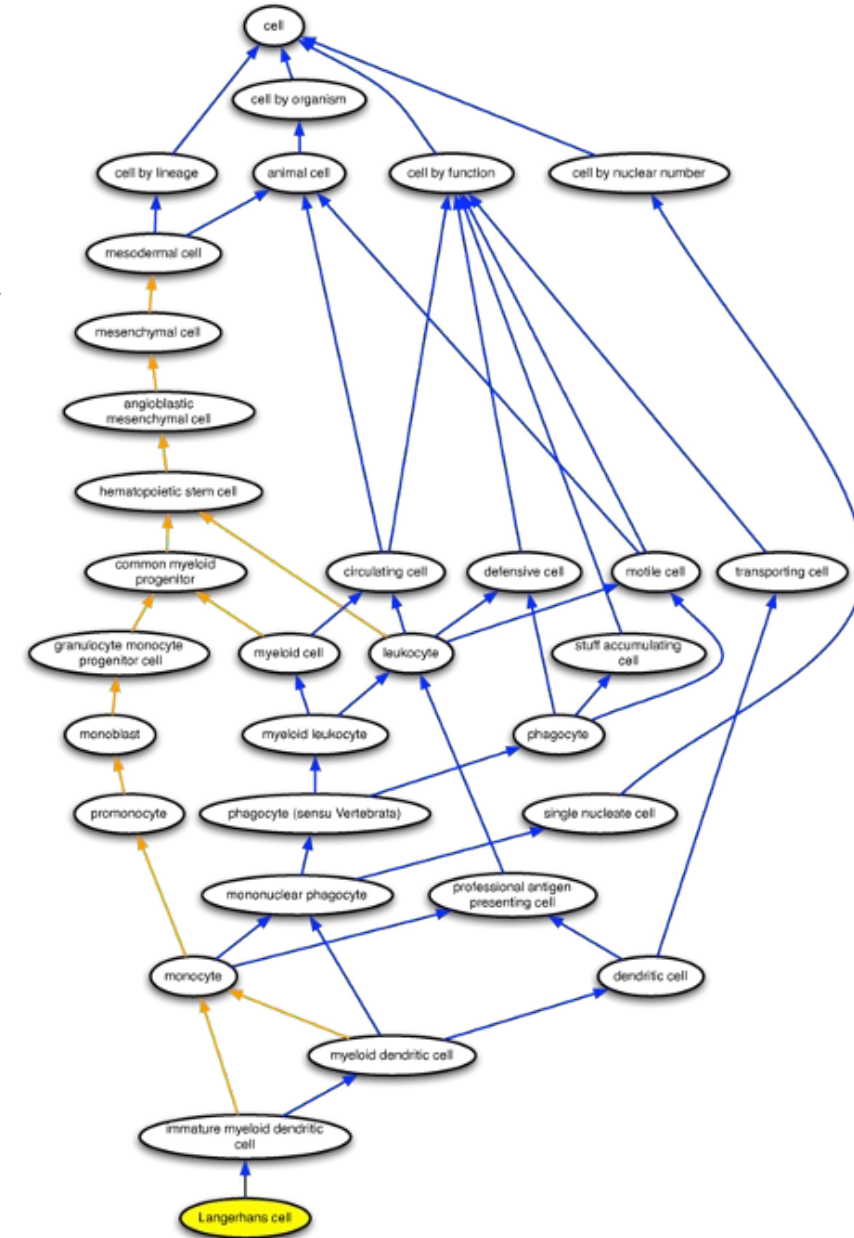 cell
cell by organism
cell by lineage
animal cell
cell by function
cell by nuclear number
mesodermal cell
mesenchymal cell
angioblastic
mesenchymal cell
hematopoietic stem cell
common myeloid
progenitor
circulating cell
defensive cell
motile cell
transporting cell
granulocyte monocyte
progenitor cell
myeloid cell
leukocyte
stuff accumulating
cell
monoblast
myeloid leukocyte
phagocyte
promonocyte
phagocyte (sensu Vertebrata)
single nucleate cell
mononuclear phagocyte
professional antigen
presenting cell
monocyte
dendritic cell
myeloid dendritic cell
immature myeloid dendritic
cell
Langerhans cell